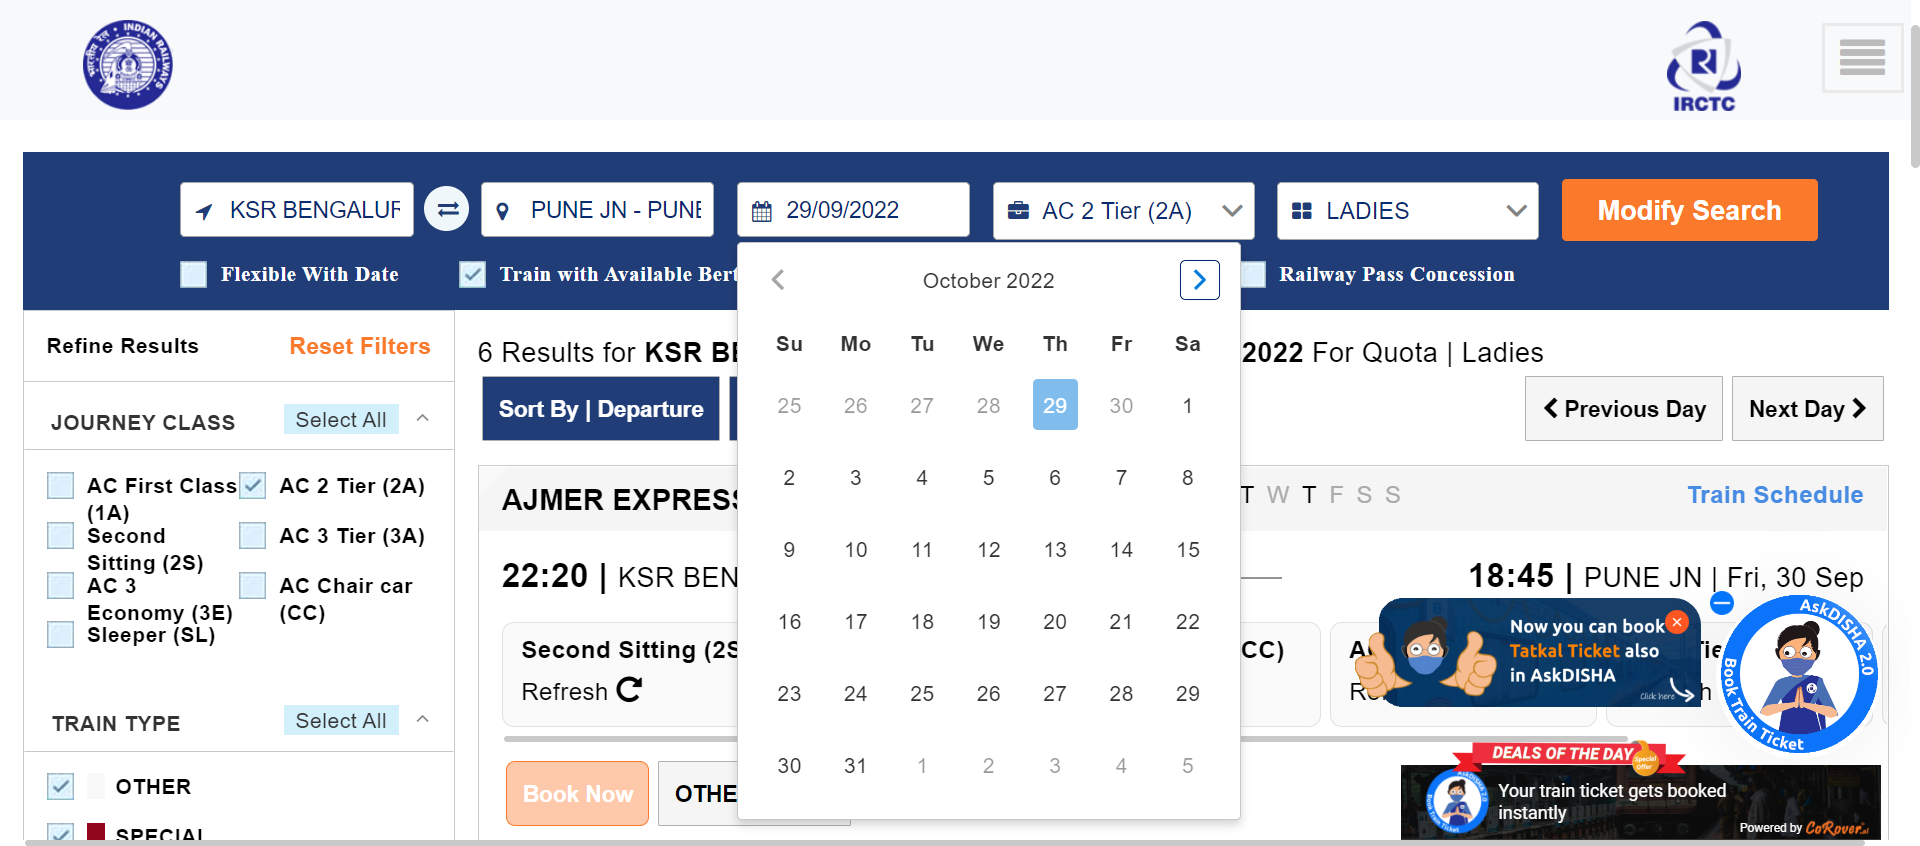 INDIAN RAILWAYS
भारतीय रेल
IRCTC
KSR BENGALUR
PUNE JN - PUNE
29/09/2022
AC 2 Tier (2A)
LADIES
Modify Search
Flexible With Date
Train with Available Bert
Railway Pass Concession
October 2022
Su Mo Tu We Th Fr Sa
25 26 27 28 29 30 1
2 3 4 5 6 7 8
9 10 11 12 13 14 15
16 17 18 19 20 21 22
23 24 25 26 27 28 29
30 31 1 2 3 4 5
Refine Results
Reset Filters
JOURNEY CLASS
Select All
AC First Class (1A)
AC 2 Tier (2A)
Second Sitting (2S)
AC 3 Tier (3A)
AC 3 Economy (3E)
AC Chair car (CC)
Sleeper (SL)
TRAIN TYPE
Select All
OTHER
SPECIAL
6 Results for KSR BE
2022 For Quota | Ladies
Sort By | Departure
Previous Day
Next Day
AJMER EXPRESS
T W T F S S
Train Schedule
22:20 | KSR BEN
18:45 | PUNE JN | Fri, 30 Sep
Second Sitting (2S
Refresh
CC)
Book Now
OTHE
Now you can book
Tatkal Ticket also
in AskDISHA
Click here
AskDISHA 2.0
Book Train Ticket
DEALS OF THE DAY
Special Offer
AskDISHA 2.0
Book Train Ticket
Your train ticket gets booked
instantly
Powered by CoRover.ai